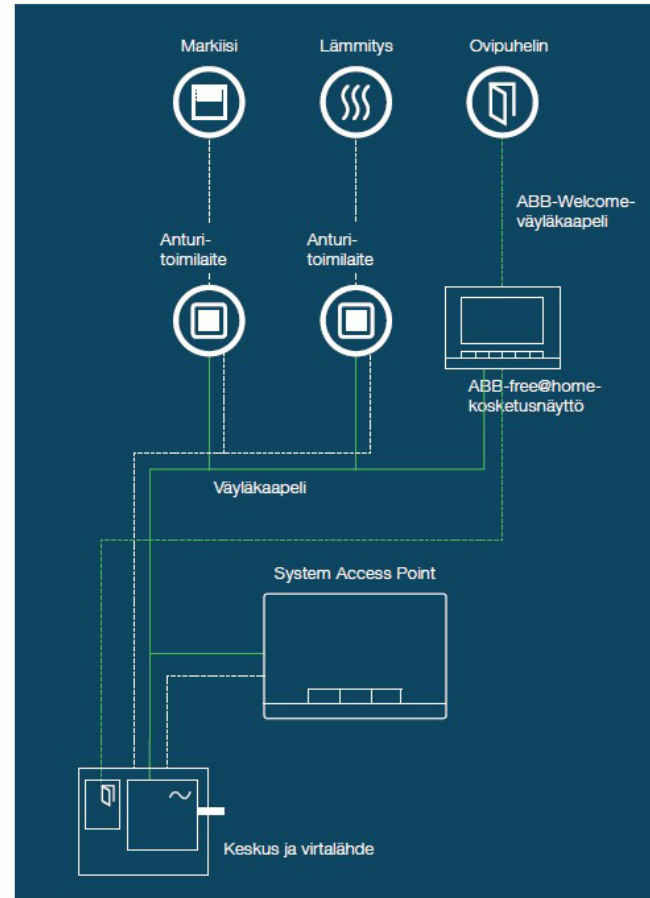 Markiisi
Lämmitys
Ovipuhelin
ABB-Welcome-
väyläkaapeli
Anturi-
toimilaite
Anturi-
toimilaite
ABB-free@home-
kosketusnäyttö
Väyläkaapeli
System Access Point
Keskus ja virtalähde